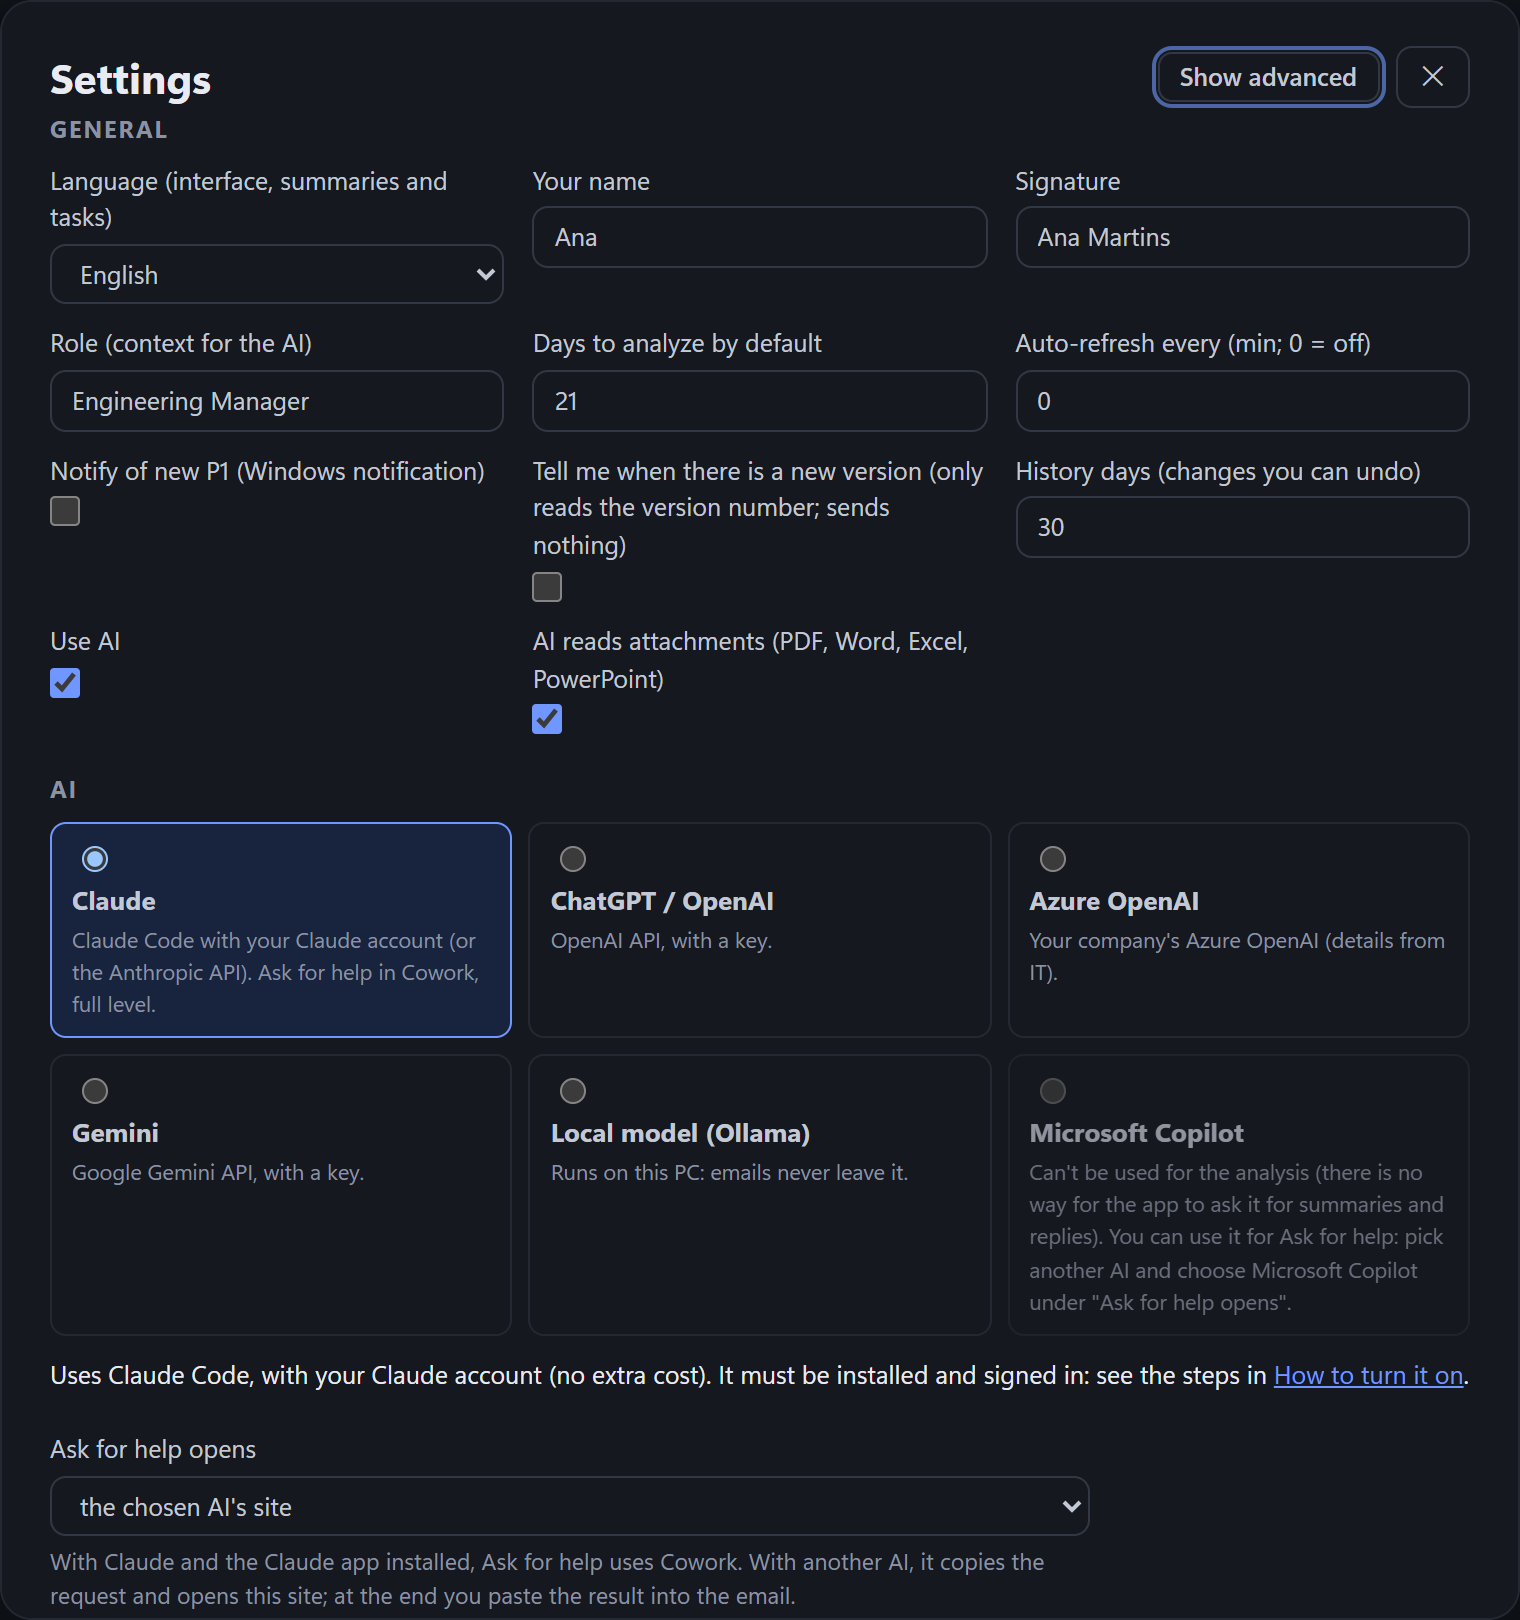 Settings
Show advanced
GENERAL
Language (interface, summaries and
tasks)
English
Your name
Ana
Signature
Ana Martins
Role (context for the AI)
Engineering Manager
Days to analyze by default
21
Auto-refresh every (min; 0 = off)
0
Notify of new P1 (Windows notification)
Tell me when there is a new version (only
reads the version number; sends
nothing)
History days (changes you can undo)
30
Use AI
AI reads attachments (PDF, Word, Excel,
PowerPoint)
AI
Claude
Claude Code with your Claude account (or
the Anthropic API). Ask for help in Cowork,
full level.
ChatGPT / OpenAI
OpenAI API, with a key.
Azure OpenAI
Your company's Azure OpenAI (details from
IT).
Gemini
Google Gemini API, with a key.
Local model (Ollama)
Runs on this PC: emails never leave it.
Microsoft Copilot
Can't be used for the analysis (there is no
way for the app to ask it for summaries and
replies). You can use it for Ask for help: pick
another AI and choose Microsoft Copilot
under "Ask for help opens".
Uses Claude Code, with your Claude account (no extra cost). It must be installed and signed in: see the steps in How to turn it on.
Ask for help opens
the chosen AI's site
With Claude and the Claude app installed, Ask for help uses Cowork. With another AI, it copies the
request and opens this site; at the end you paste the result into the email.